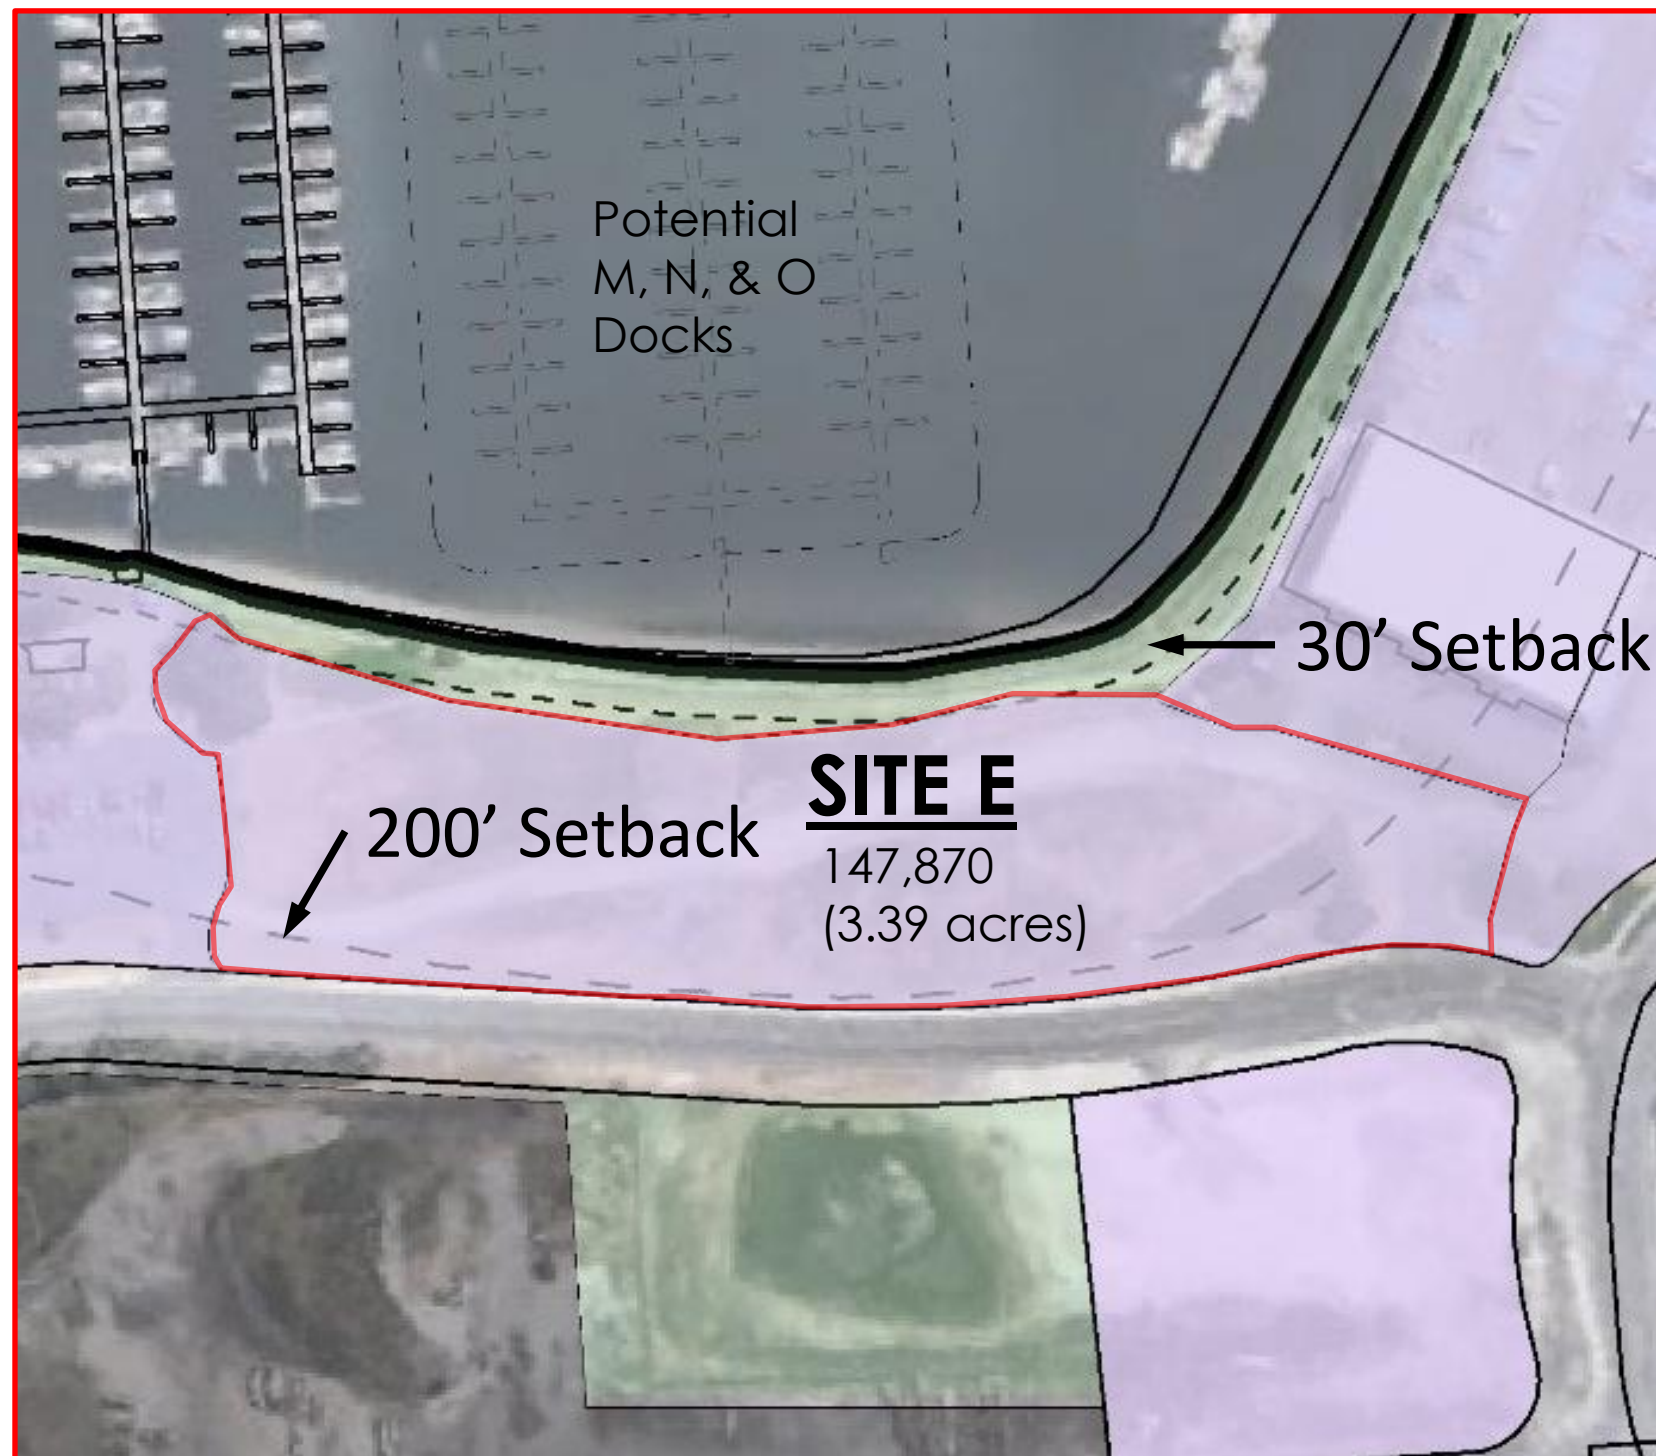 Potential
M, N, & O
Docks
30’ Setback
SITE E
200’ Setback
147,870
(3.39 acres)